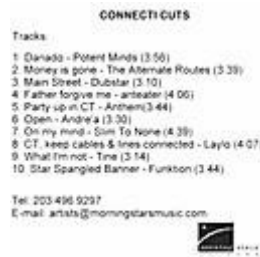 CONNECTI CUTS
Tracks
1 Danado - Potent Minds (3:56)
2. Money is gone - The Alternate Routes (3 39)
3 Main Street - Dubstar (3 10)
4 Father forgive me - anteater (4 06)
5. Party up in CT - Anthem(3 44)
6 Open - Andre'a (3.30)
7 On my mind - Slim To None (4 39)
8 CT, keep cables & lines connected - Laylo (4 07
9. What I'm not - Tine (3 14)
10 Star Spangled Banner - Funktion (3 44)
Tel: 203 496 9297
E-mail: artists@morningstarsmusic.com